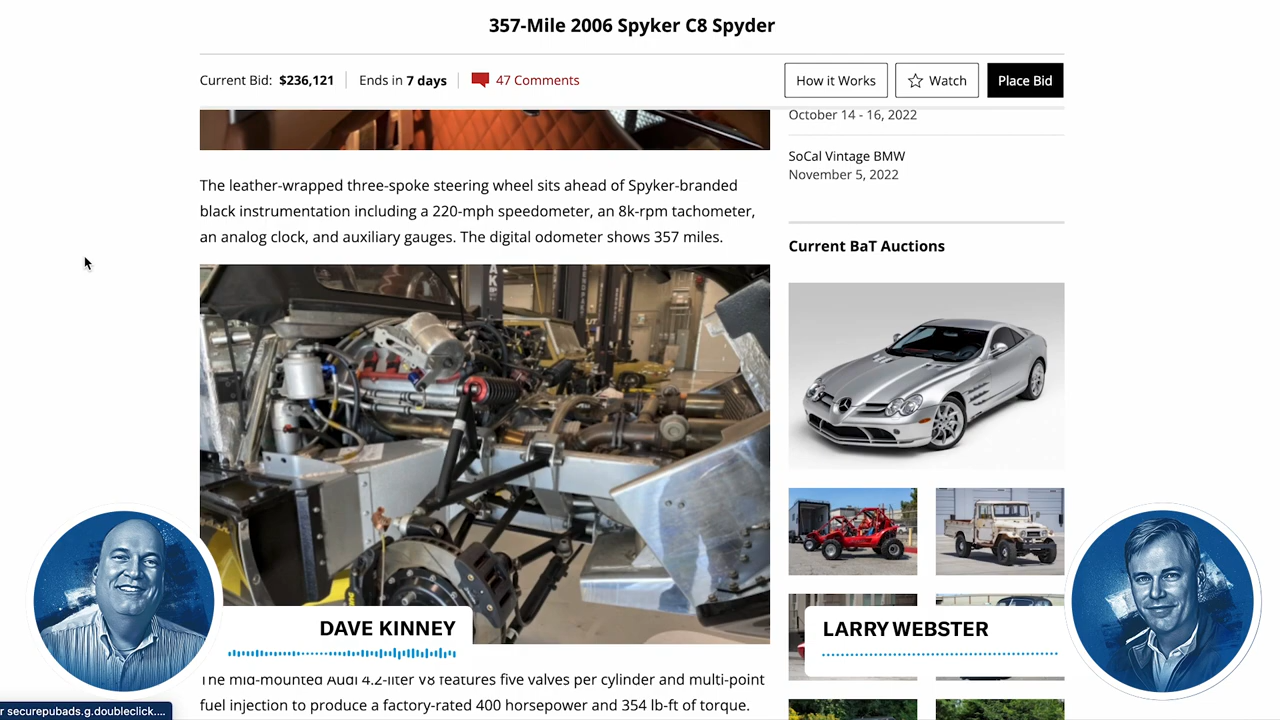 357-Mile 2006 Spyker C8 Spyder
Current Bid: $236,121
Ends in 7 days
47 Comments
How it Works
Watch
Place Bid
October 14 - 16, 2022
SoCal Vintage BMW
November 5, 2022
The leather-wrapped three-spoke steering wheel sits ahead of Spyker-branded
black instrumentation including a 220-mph speedometer, an 8k-rpm tachometer,
an analog clock, and auxiliary gauges. The digital odometer shows 357 miles.
Current BaT Auctions
DAVE KINNEY
LARRY WEBSTER
The mid-mounted Audi 4.2-liter V8 features five valves per cylinder and multi-point
fuel injection to produce a factory-rated 400 horsepower and 354 lb-ft of torque.
r securepubads.g.doubleclick....